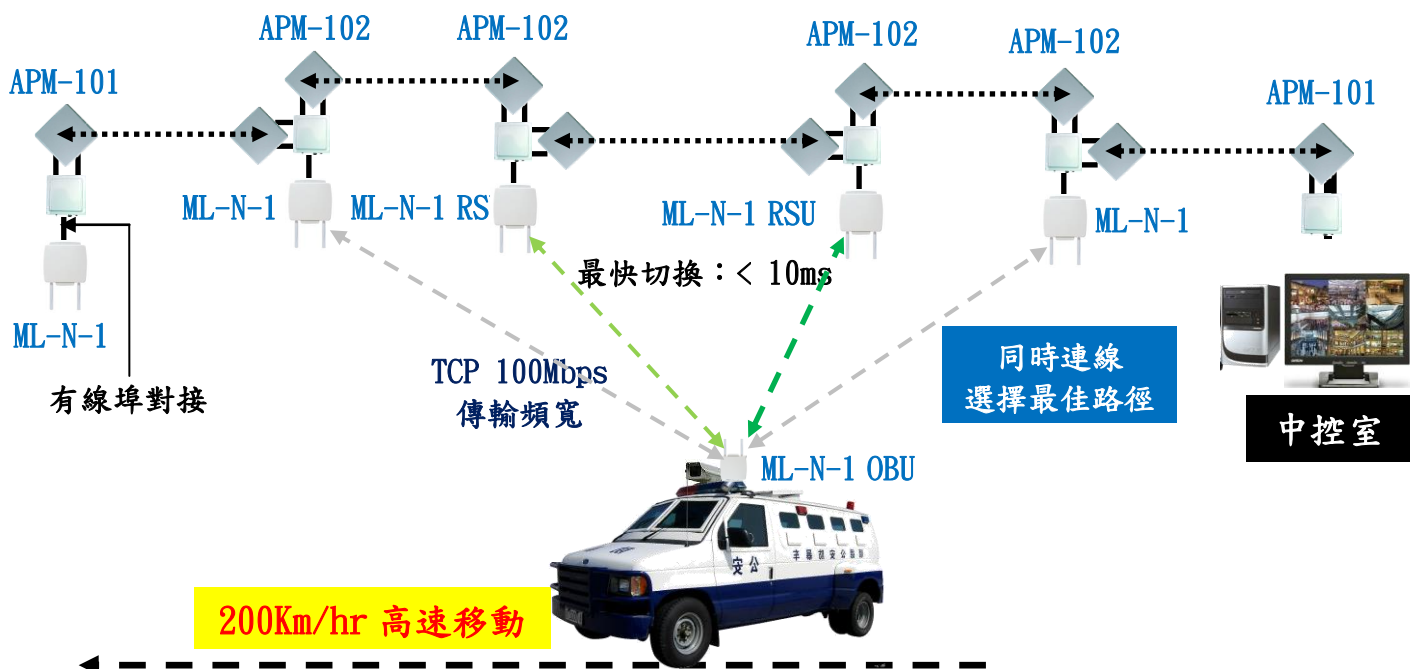 APM-102
APM-102
APM-102
APM-102
APM-101
APM-101
ML-N-1
ML-N-1 RS
ML-N-1 RSU
ML-N-1
最快切換：< 10ms
ML-N-1
同時連線
選擇最佳路徑
TCP 100Mbps
傳輸頻寬
有線埠對接
中控室
ML-N-1 OBU
安公
200Km/hr 高速移動